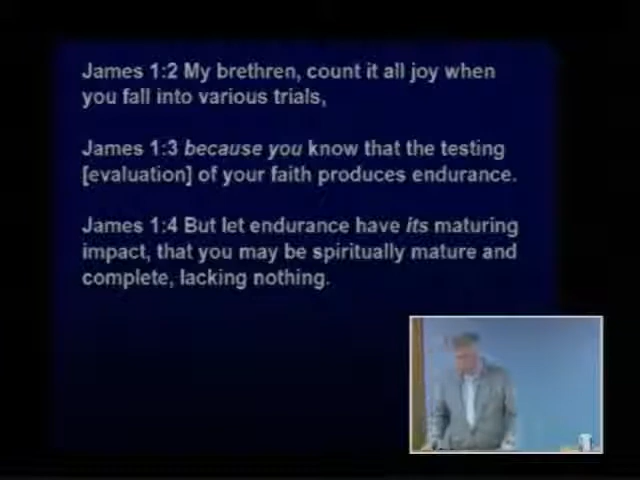 James 1:2 My brethren, count it all joy when
you fall into various trials,
James 1:3 because you know that the testing
[evaluation] of your faith produces endurance.
James 1:4 But let endurance have its maturing
impact, that you may be spiritually mature and
complete, lacking nothing.